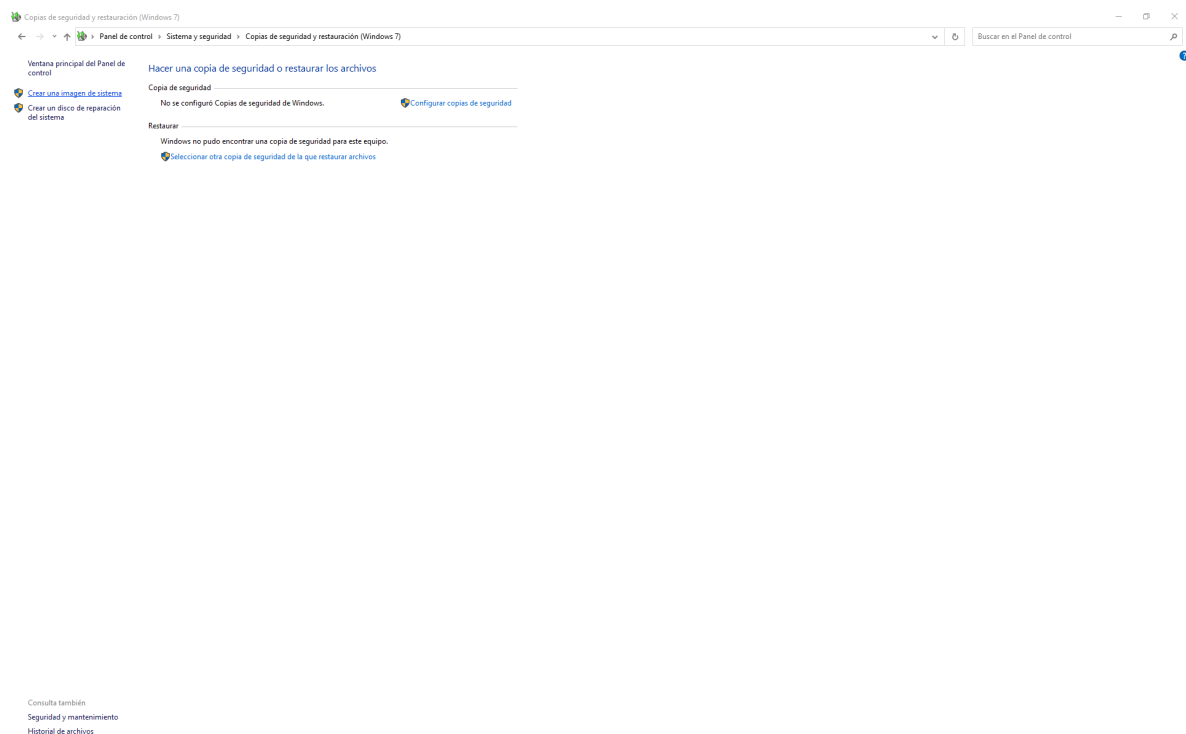 Copias de seguridad y restauración (Windows 7)
Panel de control > Sistema y seguridad > Copias de seguridad y restauración (Windows 7)
Buscar en el Panel de control
Ventana principal del Panel de
control
Crear una imagen de sistema
Crear un disco de reparación
del sistema
Hacer una copia de seguridad o restaurar los archivos
Copia de seguridad
No se configuró Copias de seguridad de Windows.
Configurar copias de seguridad
Restaurar
Windows no pudo encontrar una copia de seguridad para este equipo.
Seleccionar otra copia de seguridad de la que restaurar archivos
Consulta también
Seguridad y mantenimiento
Historial de archivos